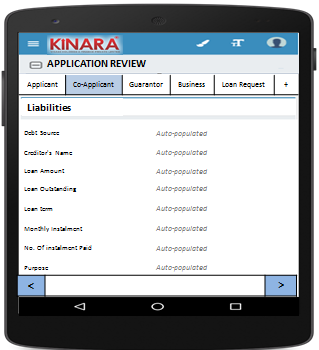 KINARA
APPLICATION REVIEW
Applicant Co-Applicant Guarantor Business Loan Request +
Liabilities
Debt Source Auto-populated
Creditor's Name Auto-populated
Loan Amount Auto-populated
Loan Outstanding Auto-populated
Loan term Auto-populated
Monthly Instalment Auto-populated
No. Of Instalment Paid Auto-populated
Purpose Auto-populated
< >